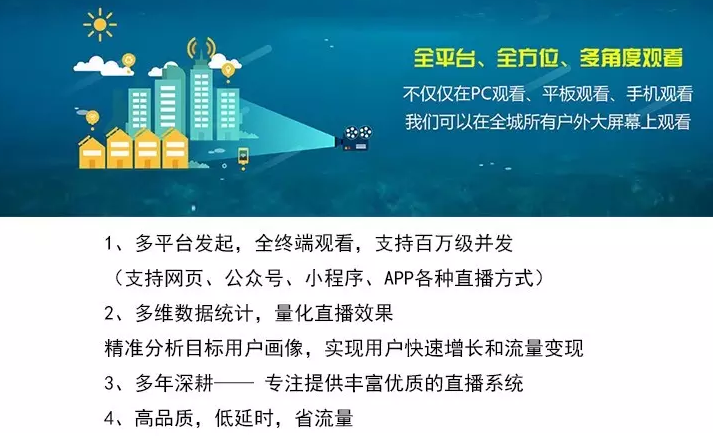 全平台、全方位、多角度观看
不仅仅在PC观看、平板观看、手机观看
我们可以在全城所有户外大屏幕上观看
1、多平台发起，全终端观看，支持百万级并发
（支持网页、公众号、小程序、APP各种直播方式）
2、多维数据统计，量化直播效果
精准分析目标用户画像，实现用户快速增长和流量变现
3、多年深耕—— 专注提供丰富优质的直播系统
4、高品质，低延时，省流量